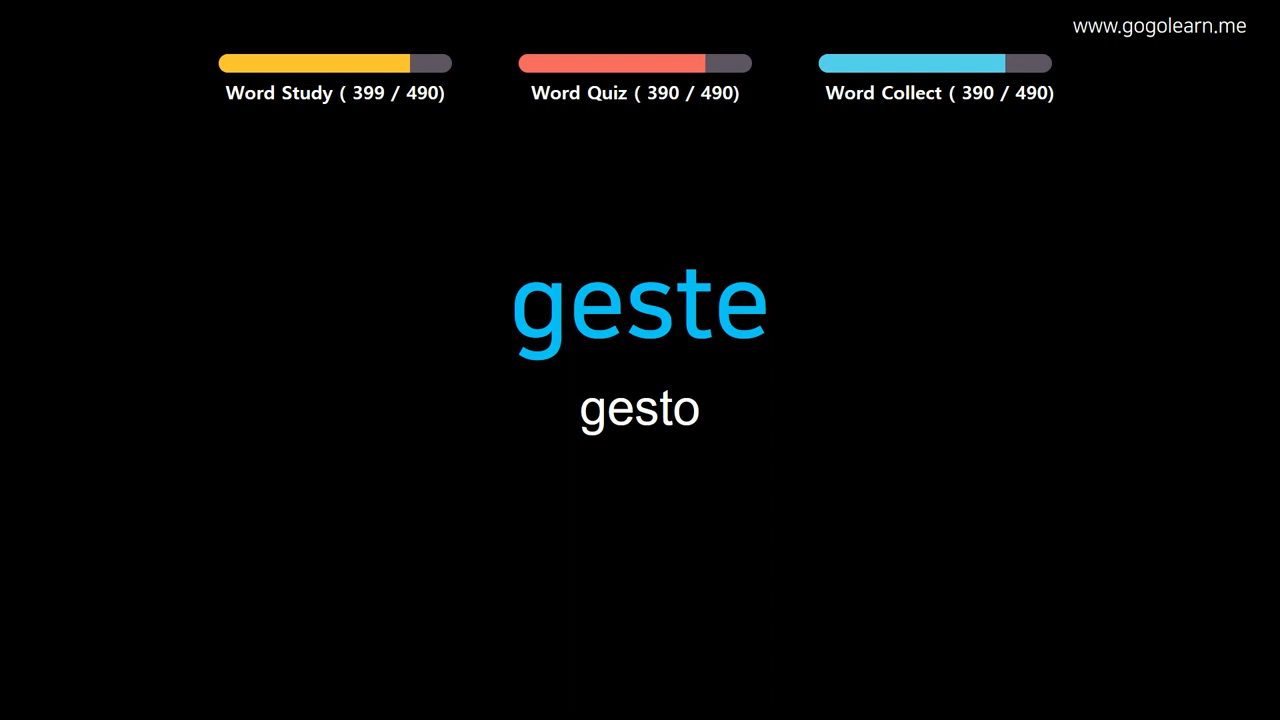 www.gogolearn.me
Word Study ( 399 / 490)
Word Quiz ( 390 / 490)
Word Collect ( 390 / 490)
geste
gesto